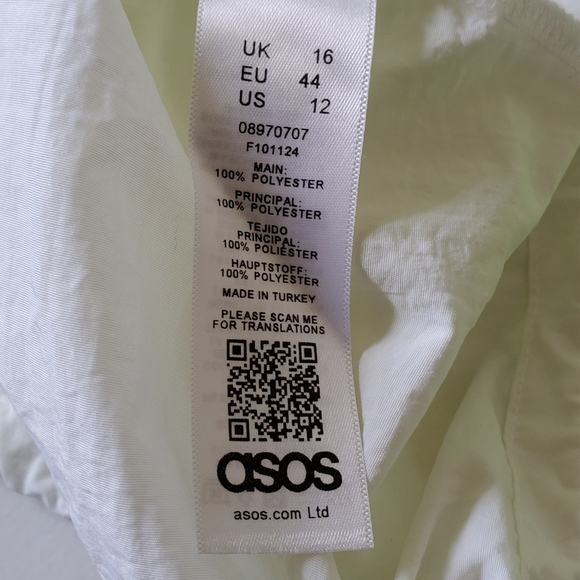 UK 16
EU 44
US 12
08970707
F101124
MAIN:
100% POLYESTER
PRINCIPAL:
100% POLYESTER
TEJIDO
PRINCIPAL:
100% POLIÉSTER
HAUPTSTOFF:
100% POLYESTER
MADE IN TURKEY
PLEASE SCAN ME
FOR TRANSLATIONS
asos
asos.com Ltd